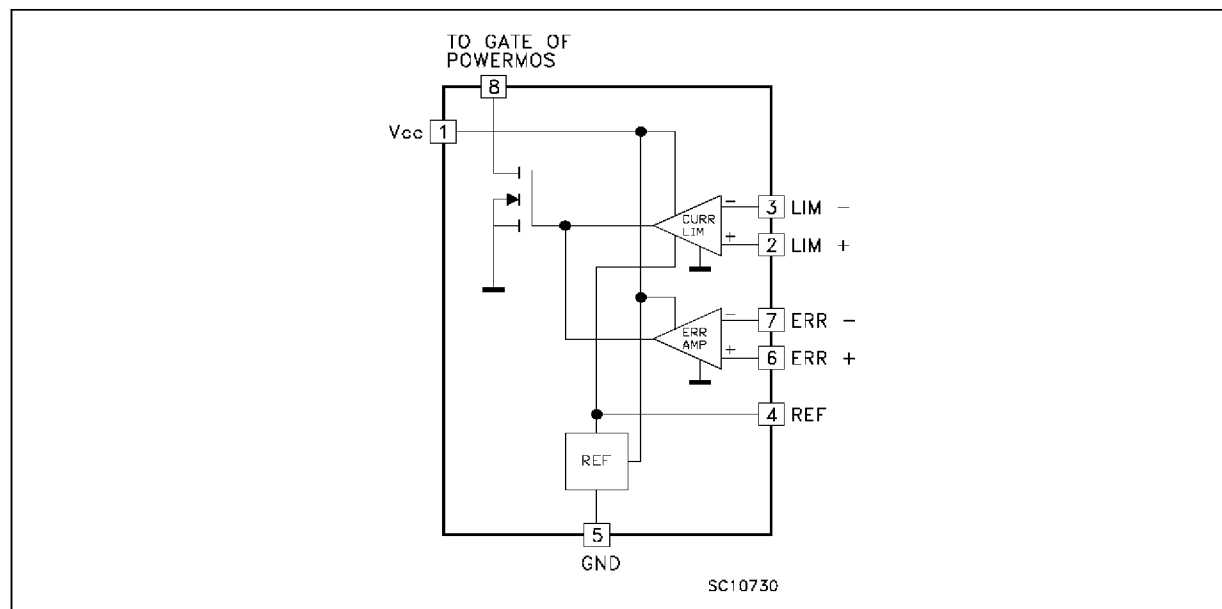 TO GATE OF
POWERMOS
8
Vcc 1
- 3 LIM -
CURR
LIM
+ 2 LIM +
- 7 ERR -
ERR
AMP
+ 6 ERR +
4 REF
REF
5
GND
SC10730